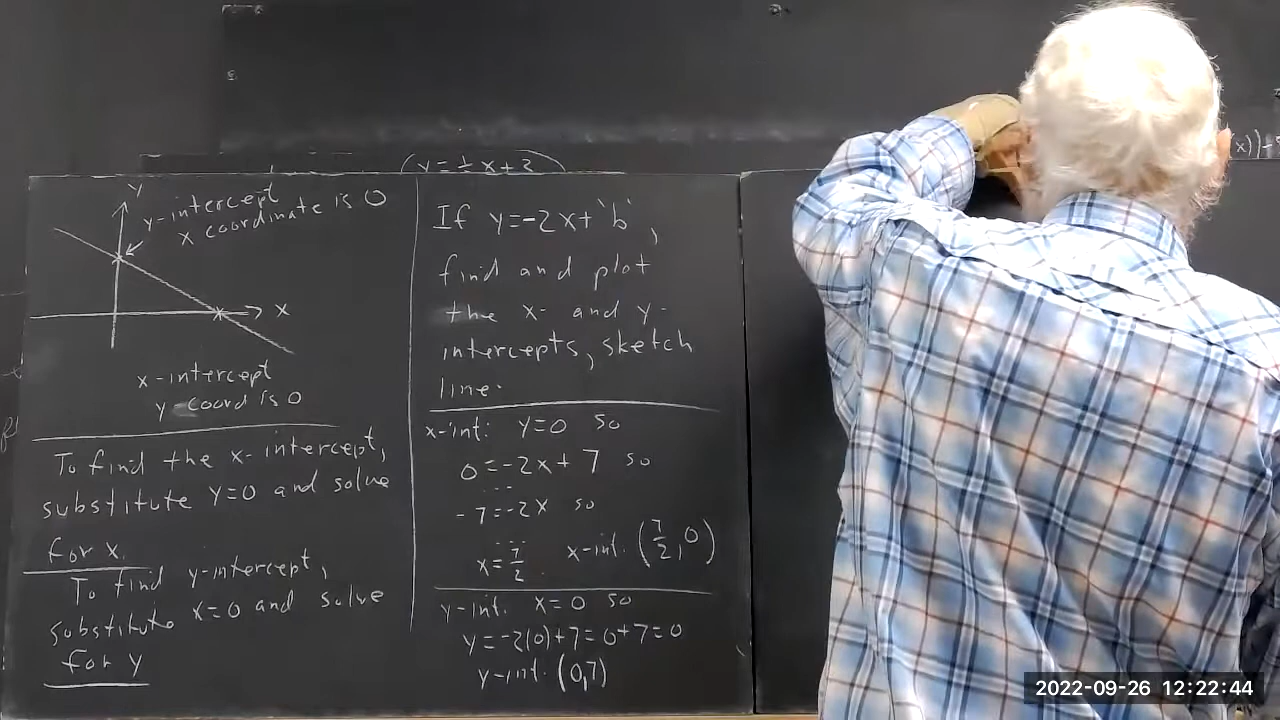 y = 1/2 x + 2
x))
y
y-intercept
x coordinate is 0
x
x-intercept
y coord is 0
To find the x-intercept,
substitute y=0 and solve
for x.
To find y-intercept,
substitute x=0 and solve
for y
If y=-2x+'b',
find and plot
the x- and y-
intercepts, sketch
line.
x-int: y=0 so
0=-2x+7 so
-7=-2x so
x=7/2 x-int. (7/2, 0)
y-int. x=0 so
y=-2(0)+7=0+7=0
y-int. (0,7)
2022-09-26 12:22:44